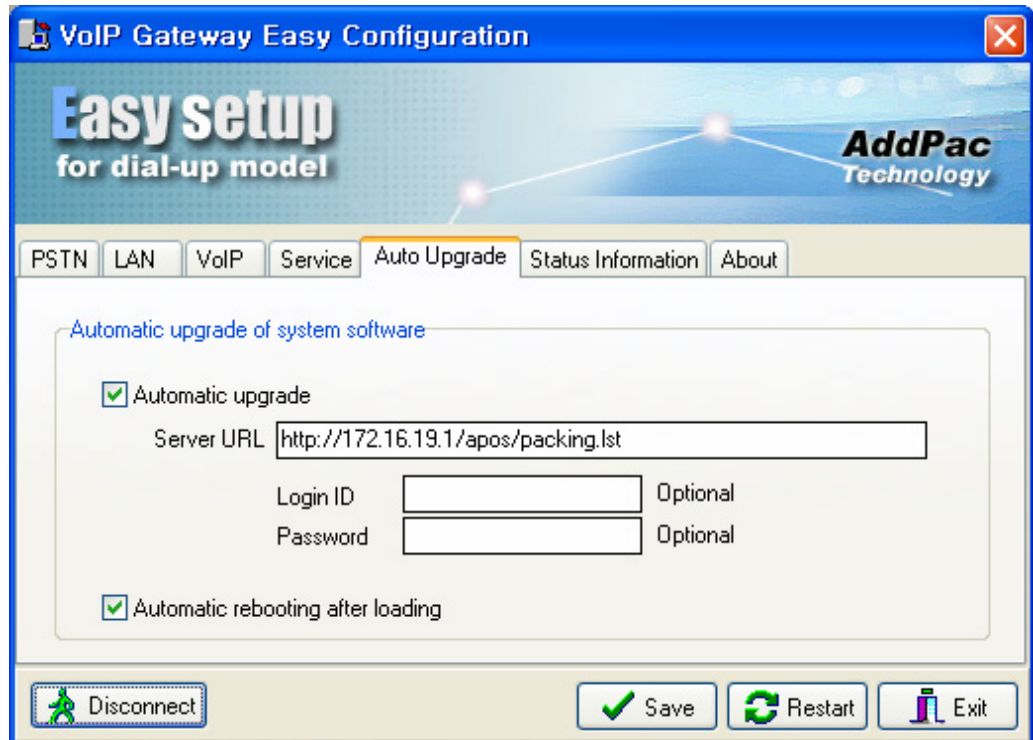 VoIP Gateway Easy Configuration
Easy setup
for dial-up model
AddPac
Technology
PSTN LAN VoIP Service Auto Upgrade Status Information About
Automatic upgrade of system software
Automatic upgrade
Server URL http://172.16.19.1/apos/packing.lst
Login ID Optional
Password Optional
Automatic rebooting after loading
Disconnect Save Restart Exit